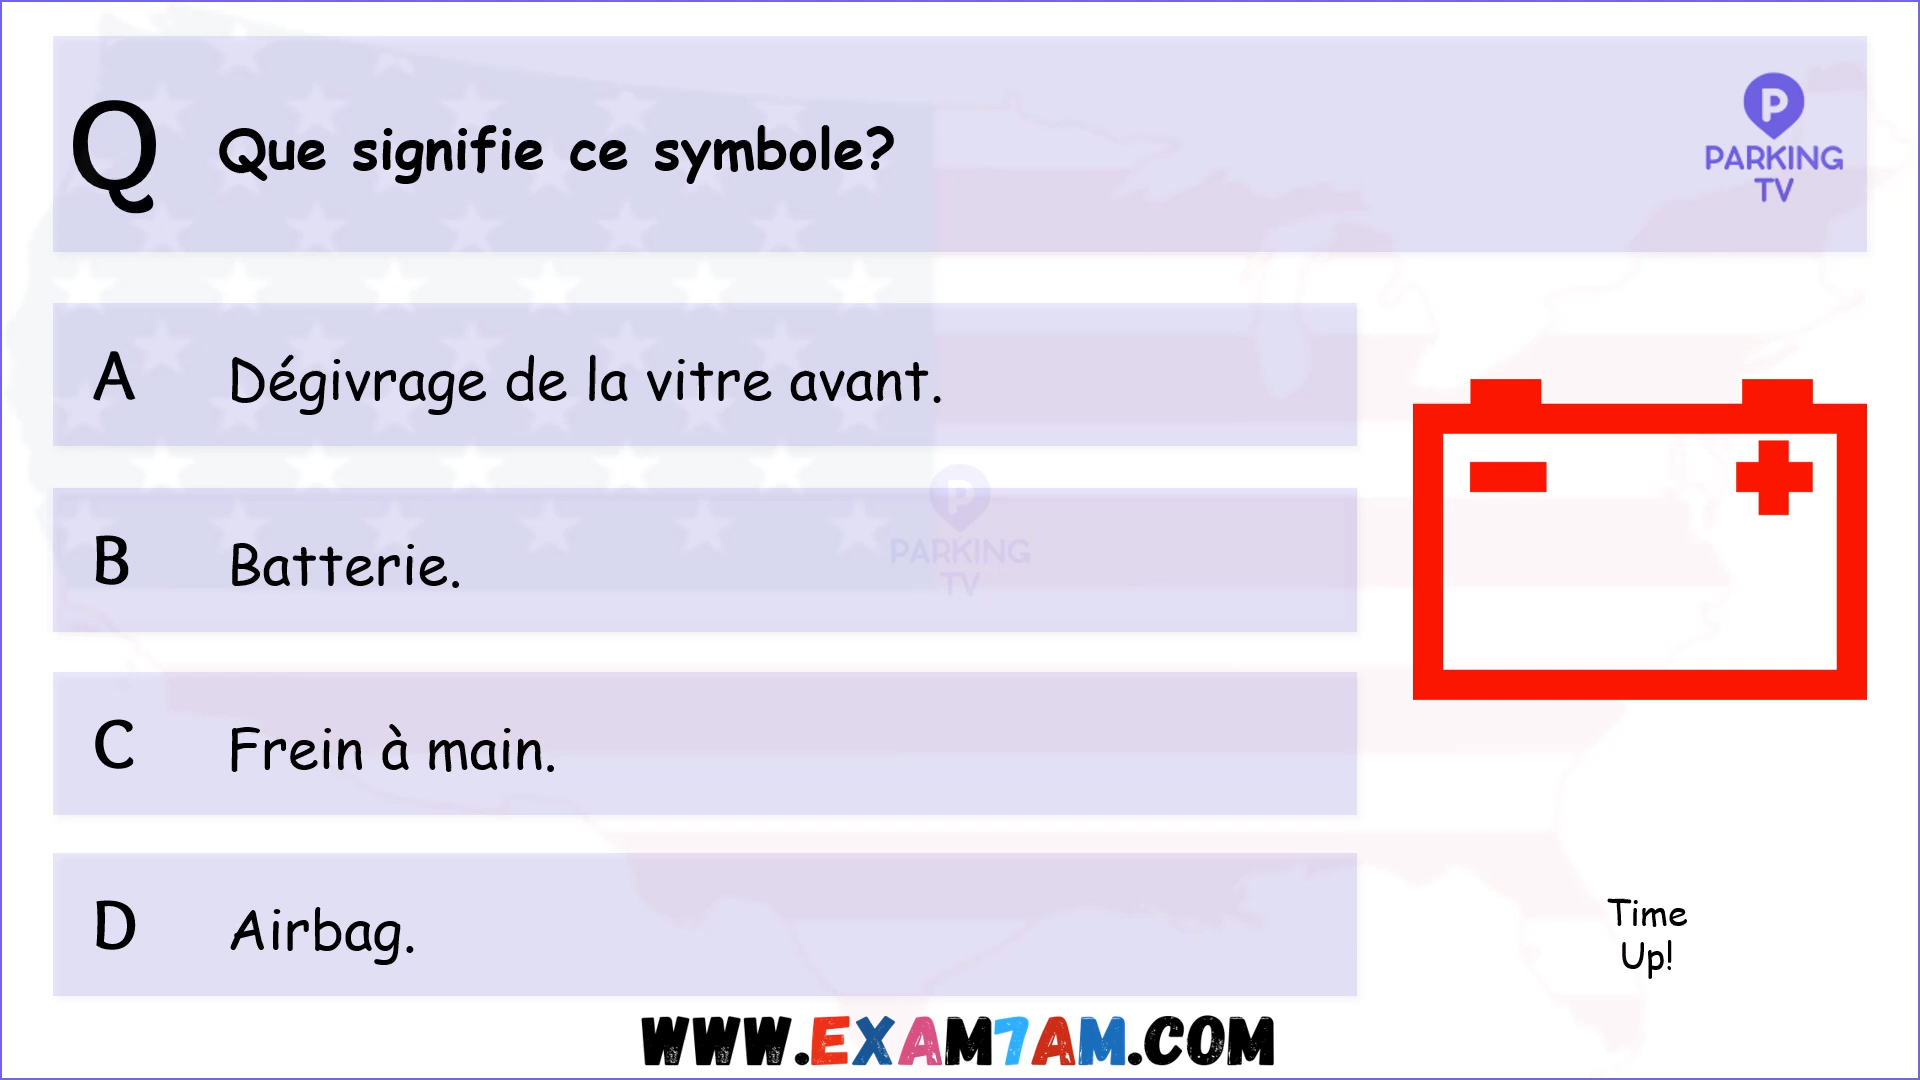 Q Que signifie ce symbole?
P
PARKING
TV
A Dégivrage de la vitre avant.
B Batterie.
P
PARKING
TV
C Frein à main.
D Airbag.
Time
Up!
WWW.EXAM7AM.COM